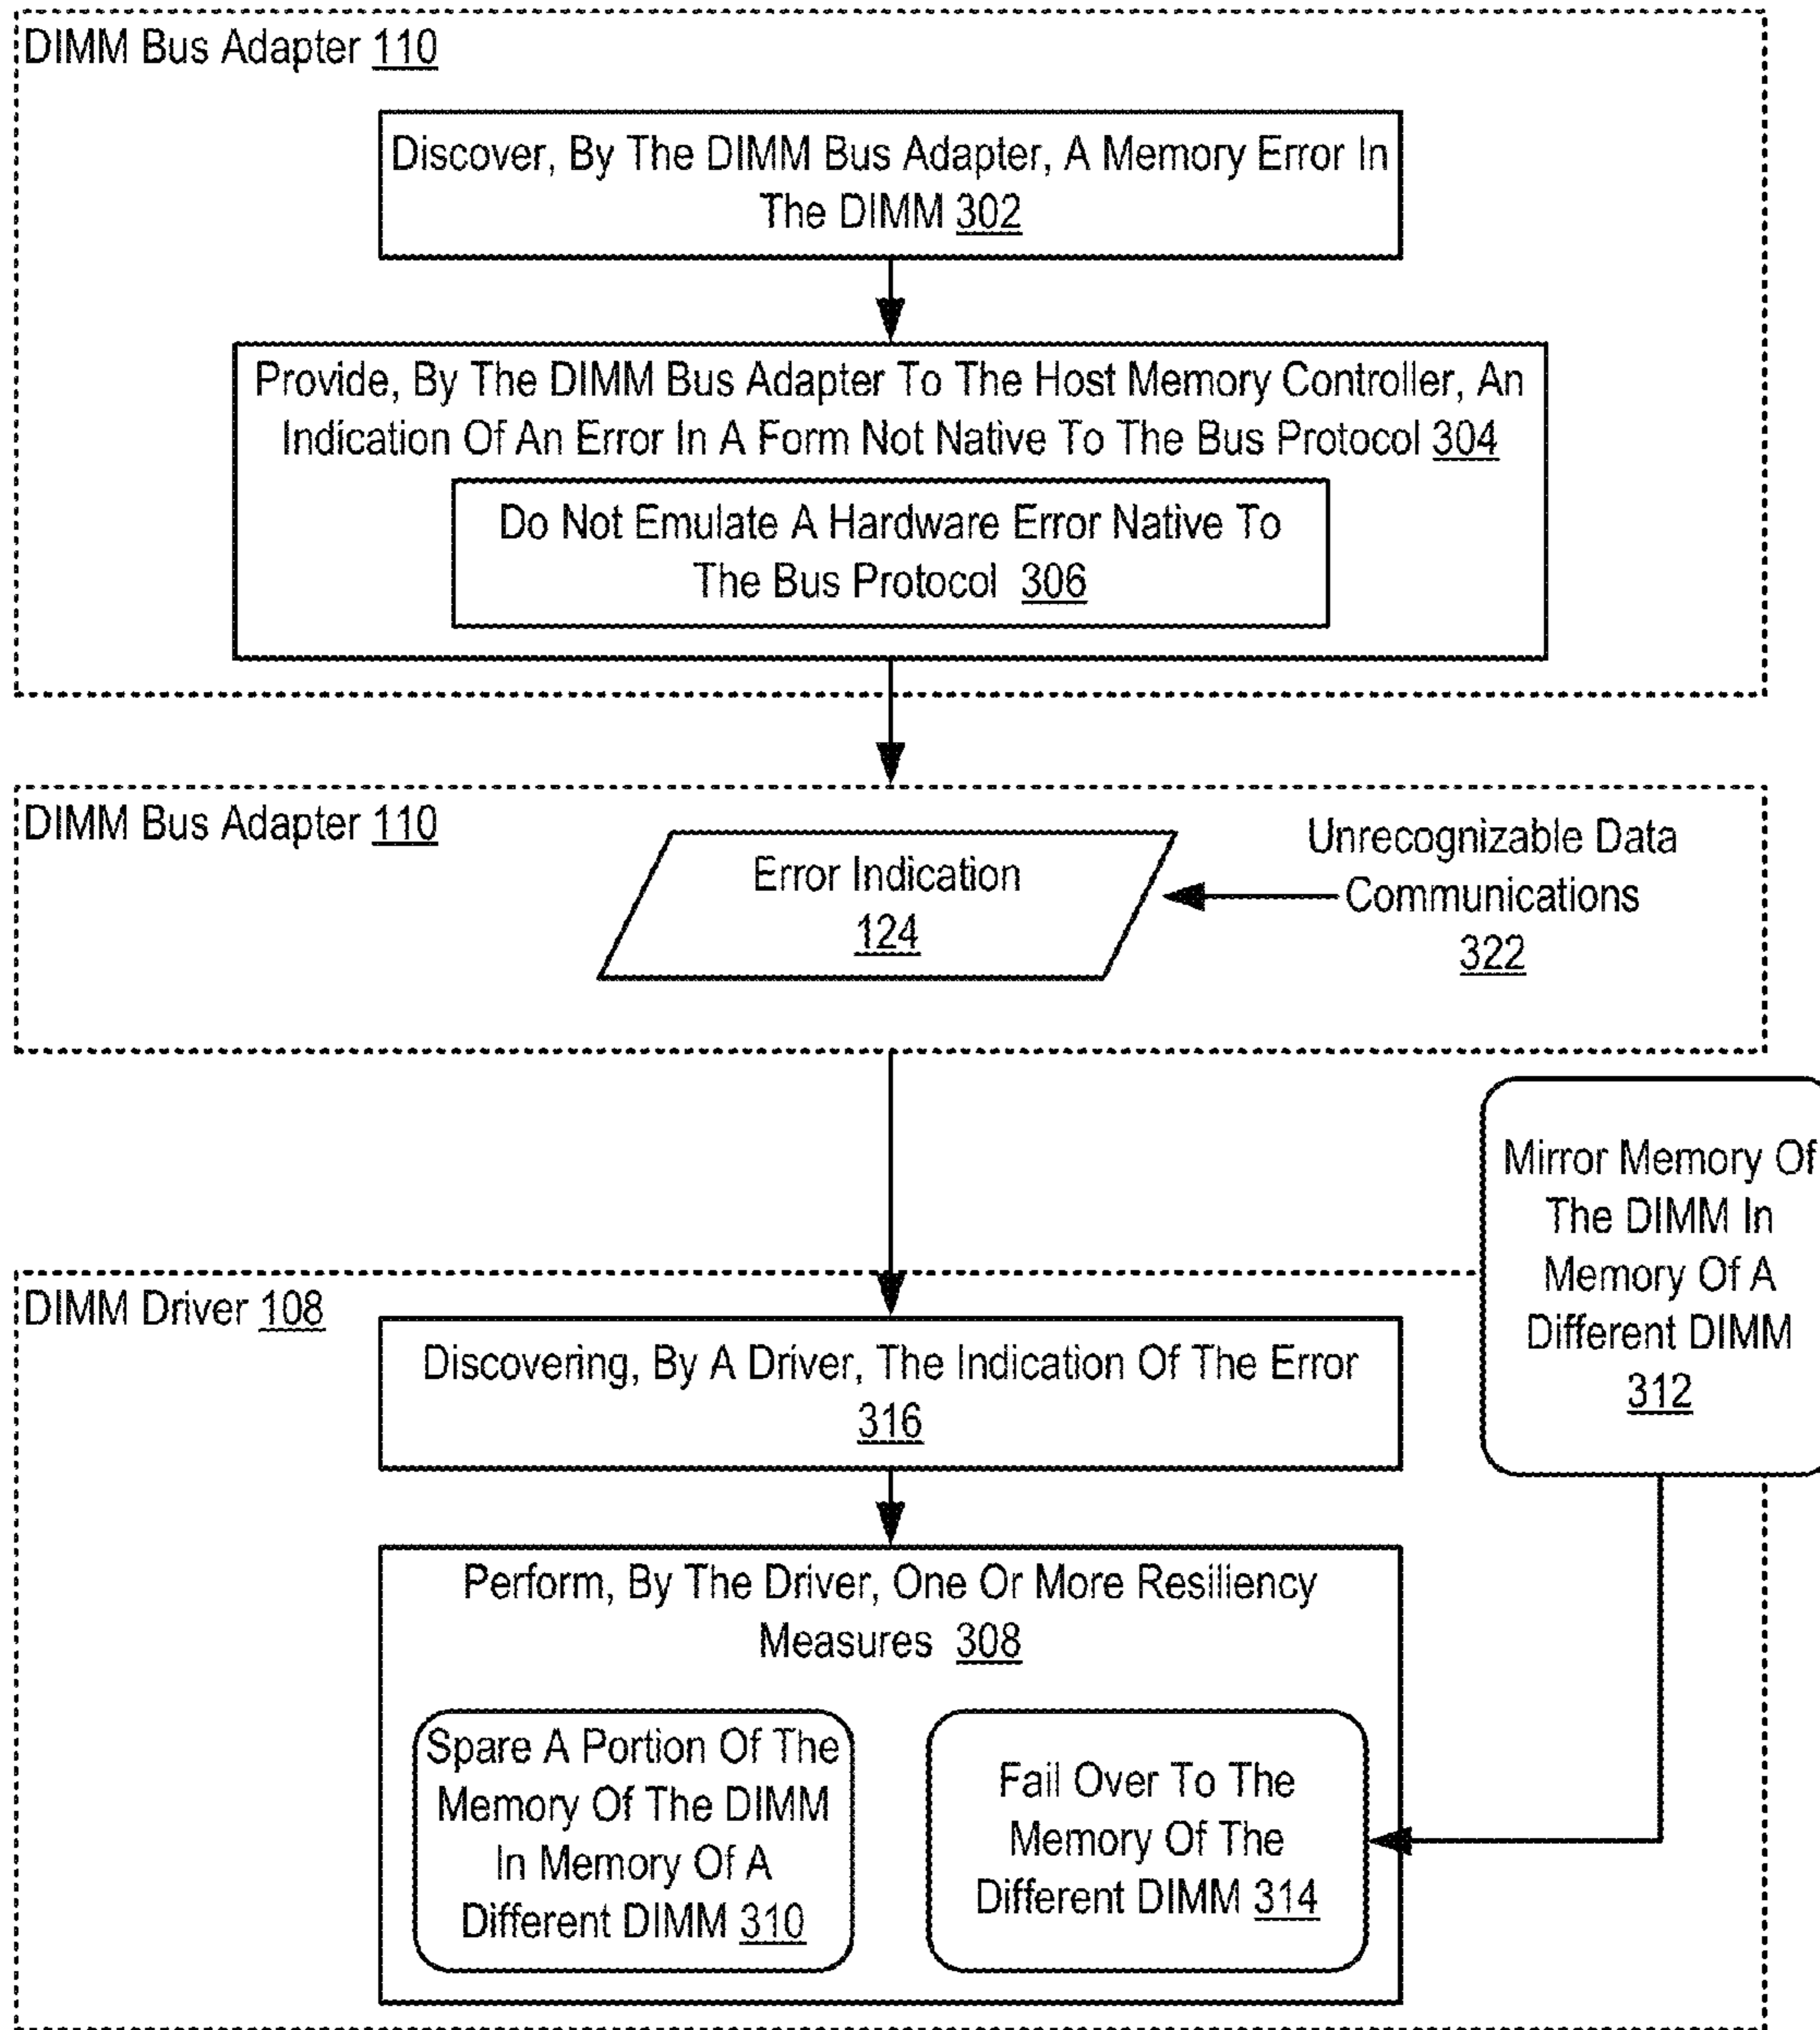 DIMM Bus Adapter 110
Discover, By The DIMM Bus Adapter, A Memory Error In
The DIMM 302
Provide, By The DIMM Bus Adapter To The Host Memory Controller, An
Indication Of An Error In A Form Not Native To The Bus Protocol 304
Do Not Emulate A Hardware Error Native To
The Bus Protocol 306
DIMM Bus Adapter 110
Error Indication
124
Unrecognizable Data
Communications
322
Mirror Memory Of
The DIMM In
Memory Of A
Different DIMM
312
DIMM Driver 108
Discovering, By A Driver, The Indication Of The Error
316
Perform, By The Driver, One Or More Resiliency
Measures 308
Spare A Portion Of The
Memory Of The DIMM
In Memory Of A
Different DIMM 310
Fail Over To The
Memory Of The
Different DIMM 314